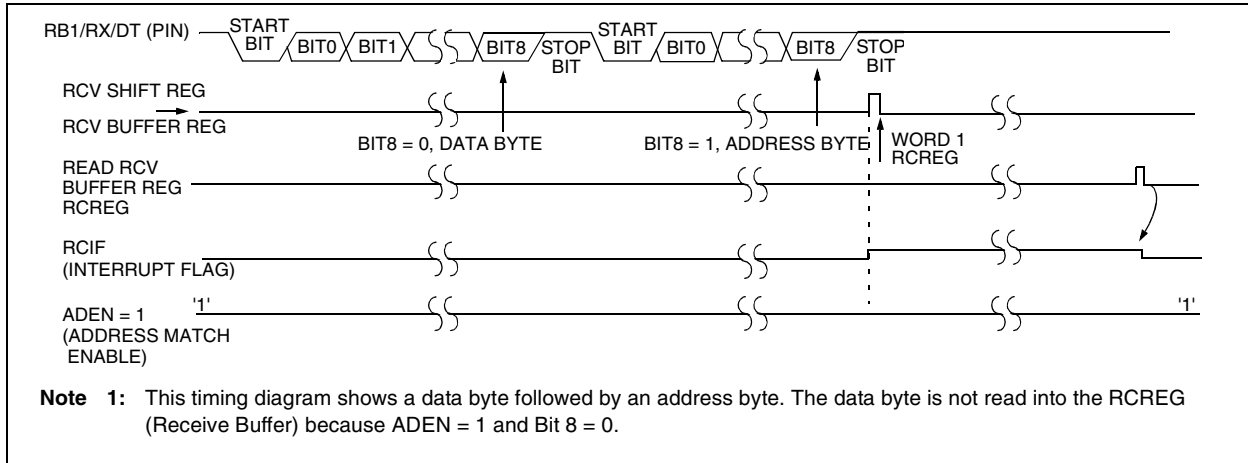 RB1/RX/DT (PIN)
START
BIT
BIT0
BIT1
BIT8
STOP
BIT
START
BIT
BIT0
BIT8
STOP
BIT
RCV SHIFT REG
RCV BUFFER REG
BIT8 = 0, DATA BYTE
BIT8 = 1, ADDRESS BYTE
WORD 1
RCREG
READ RCV
BUFFER REG
RCREG
RCIF
(INTERRUPT FLAG)
'1'
'1'
ADEN = 1
(ADDRESS MATCH
ENABLE)
Note 1: This timing diagram shows a data byte followed by an address byte. The data byte is not read into the RCREG
(Receive Buffer) because ADEN = 1 and Bit 8 = 0.